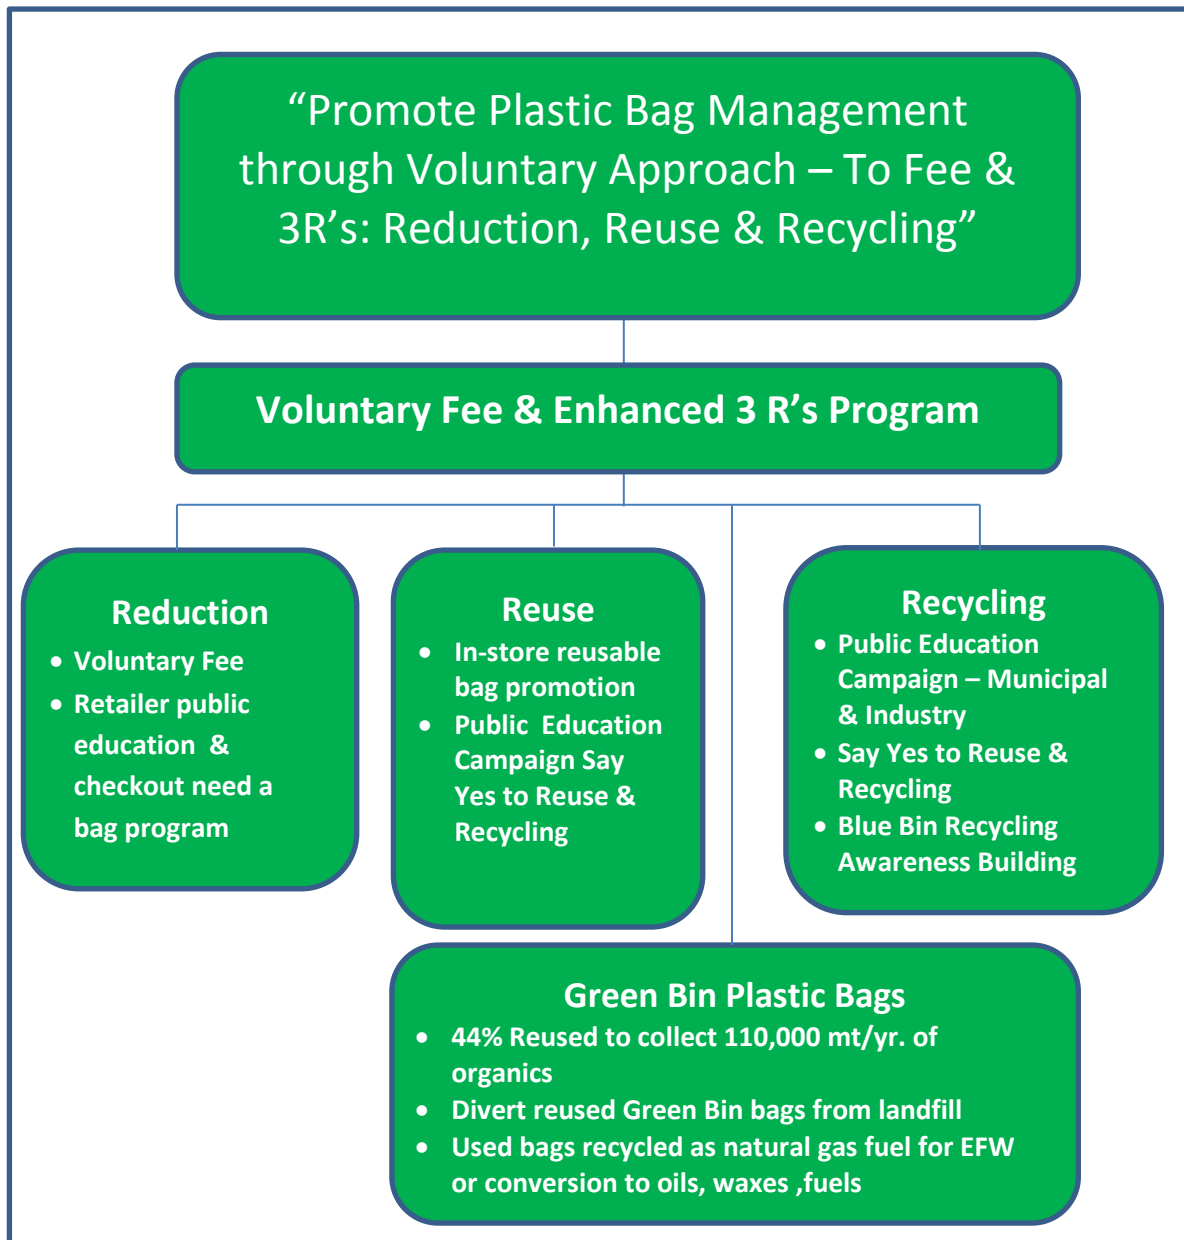 “Promote Plastic Bag Management
through Voluntary Approach – To Fee &
3R’s: Reduction, Reuse & Recycling”
Voluntary Fee & Enhanced 3 R’s Program
Reduction
• Voluntary Fee
• Retailer public
education &
checkout need a
bag program
Reuse
• In-store reusable
bag promotion
• Public Education
Campaign Say
Yes to Reuse &
Recycling
Recycling
• Public Education
Campaign – Municipal
& Industry
• Say Yes to Reuse &
Recycling
• Blue Bin Recycling
Awareness Building
Green Bin Plastic Bags
• 44% Reused to collect 110,000 mt/yr. of
organics
• Divert reused Green Bin bags from landfill
• Used bags recycled as natural gas fuel for EFW
or conversion to oils, waxes ,fuels